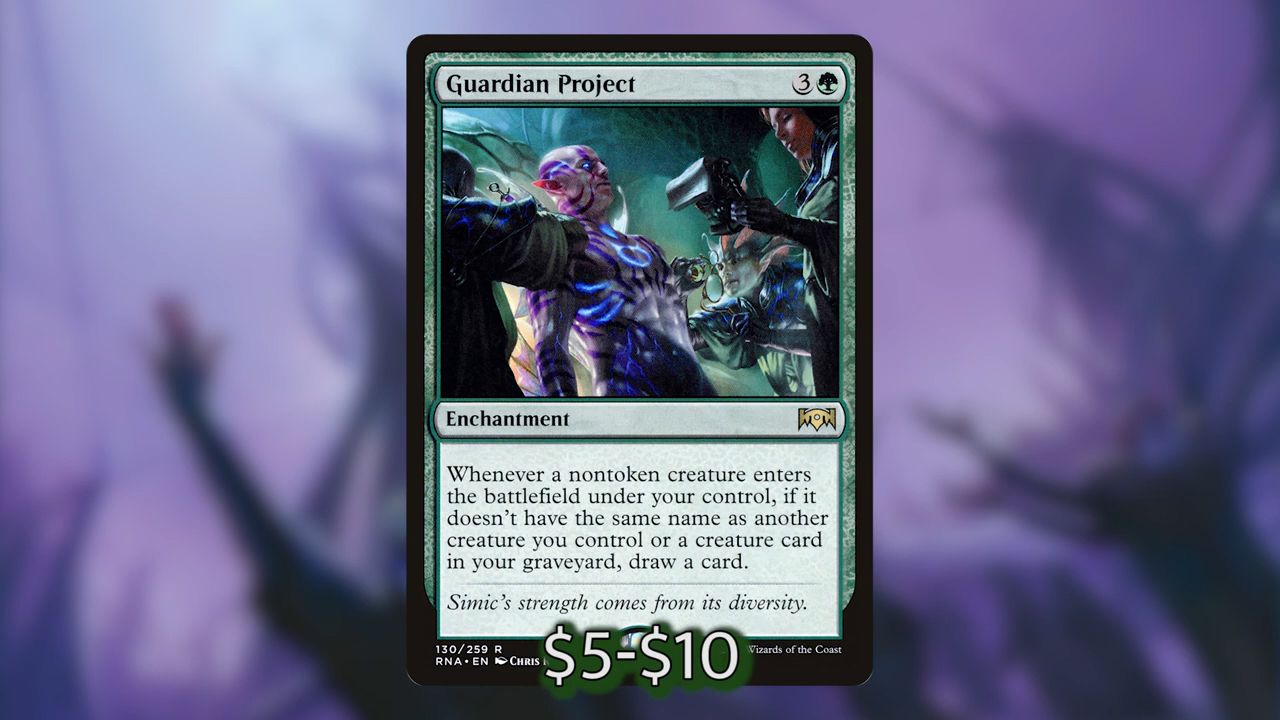 Guardian Project 3
Enchantment
Whenever a nontoken creature enters
the battlefield under your control, if it
doesn't have the same name as another
creature you control or a creature card
in your graveyard, draw a card.
Simic's strength comes from its diversity.
130/259 R
RNA • EN CHRIS
Wizards of the Coast
$5-$10